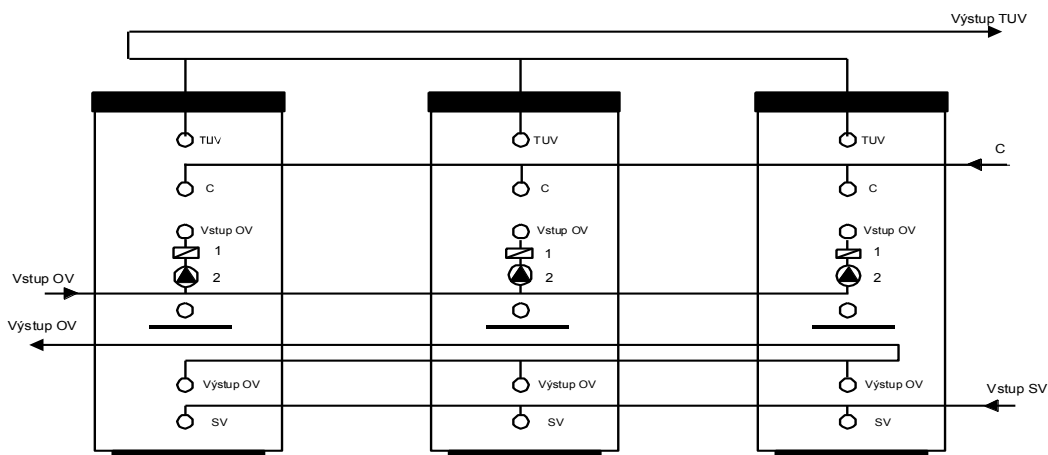 Výstup TUV
TUV TUV TUV
C
C C C
Vstup OV Vstup OV Vstup OV
1 1 1
2 2 2
Vstup OV
Výstup OV
Výstup OV Výstup OV Výstup OV
Vstup SV
SV SV SV